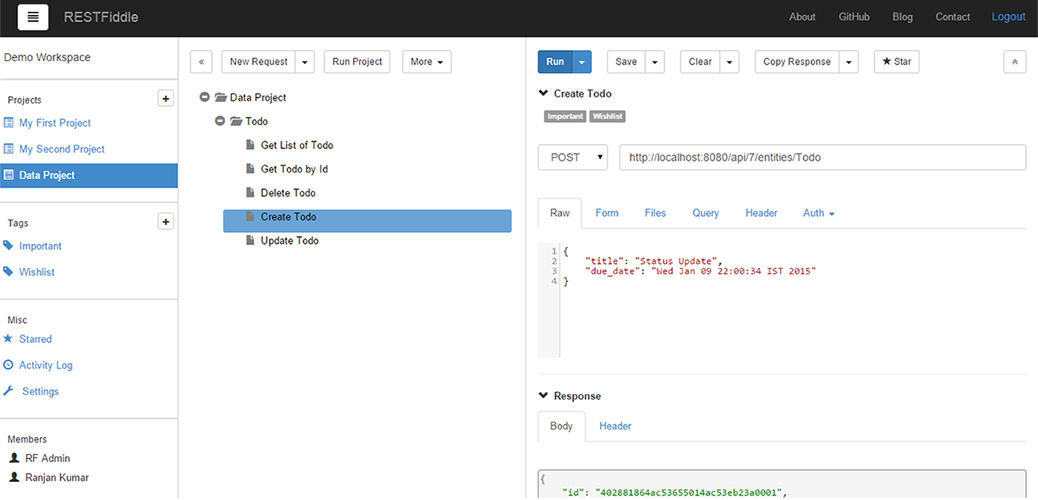 RESTFiddle
About GitHub Blog Contact Logout
Demo Workspace
Projects
My First Project
My Second Project
Data Project
Tags
Important
Wishlist
Misc
Starred
Activity Log
Settings
Members
RF Admin
Ranjan Kumar
« New Request Run Project More
Data Project
Todo
Get List of Todo
Get Todo by Id
Delete Todo
Create Todo
Update Todo
Run Save Clear Copy Response ★ Star
Create Todo
Important Wishlist
POST http://localhost:8080/api/7/entities/Todo
Raw Form Files Query Header Auth
1 {
2 "title": "Status Update",
3 "due_date": "Wed Jan 09 22:00:34 IST 2015"
4 }
Response
Body Header
{
"id": "402881864ac53655014ac53eb23a0001",